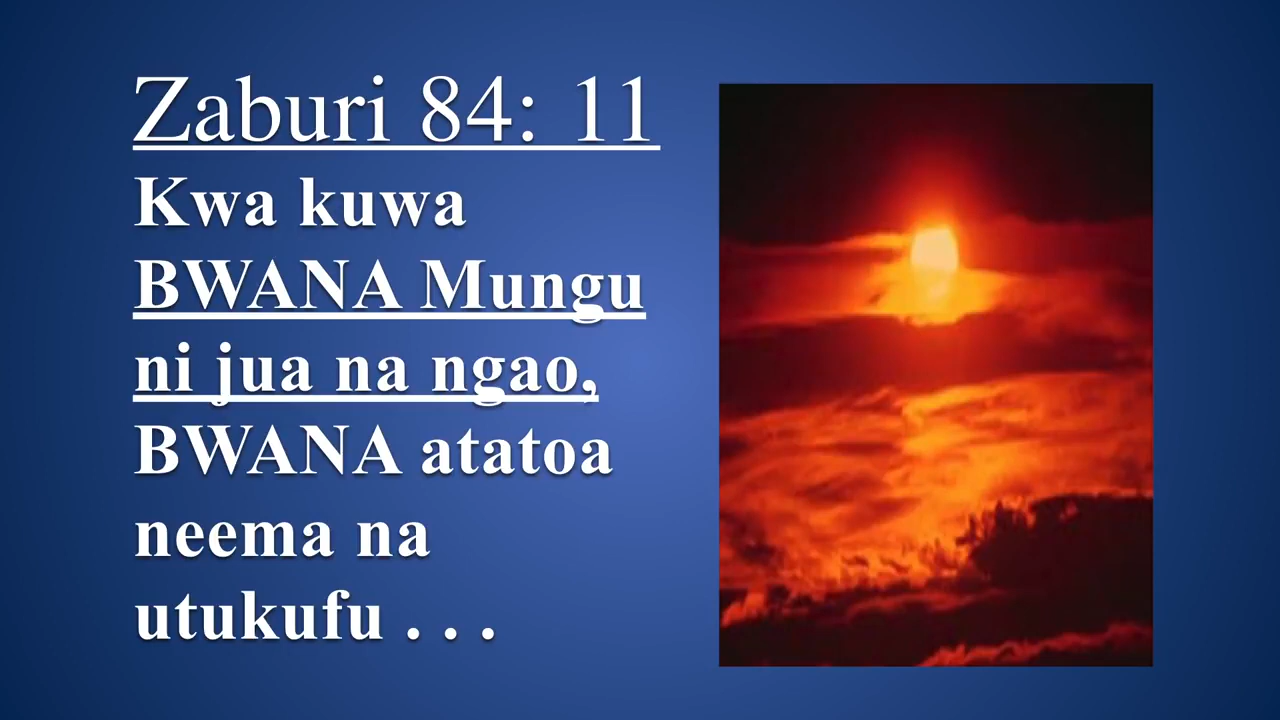 Zaburi 84: 11
Kwa kuwa
BWANA Mungu
ni jua na ngao,
BWANA atatoa
neema na
utukufu . . .